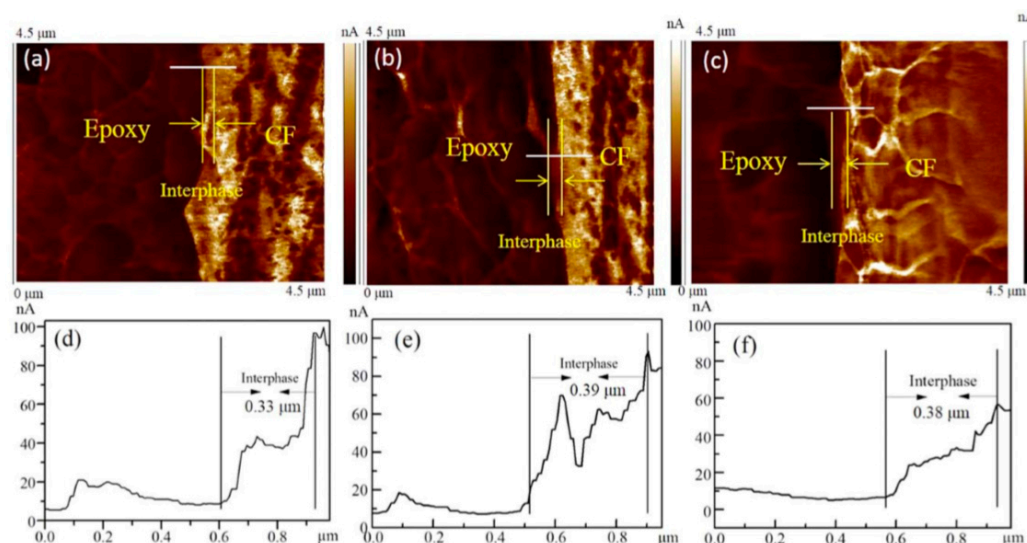 4.5 μm
nA
4.5 μm
nA
4.5 μm
nA
(a)
(b)
(c)
Epoxy
CF
Interphase
Epoxy
CF
Interphase
Epoxy
CF
Interphase
0 μm
4.5 μm
0 μm
4.5 μm
0 μm
4.5 μm
nA
100
80
60
40
20
0
(d)
Interphase
0.33 μm
0.0
0.2
0.4
0.6
0.8
μm
nA
100
80
60
40
20
0
(e)
Interphase
0.39 μm
0.0
0.2
0.4
0.6
0.8
μm
nA
100
80
60
40
20
0
(f)
Interphase
0.38 μm
0.0
0.2
0.4
0.6
0.8
μm